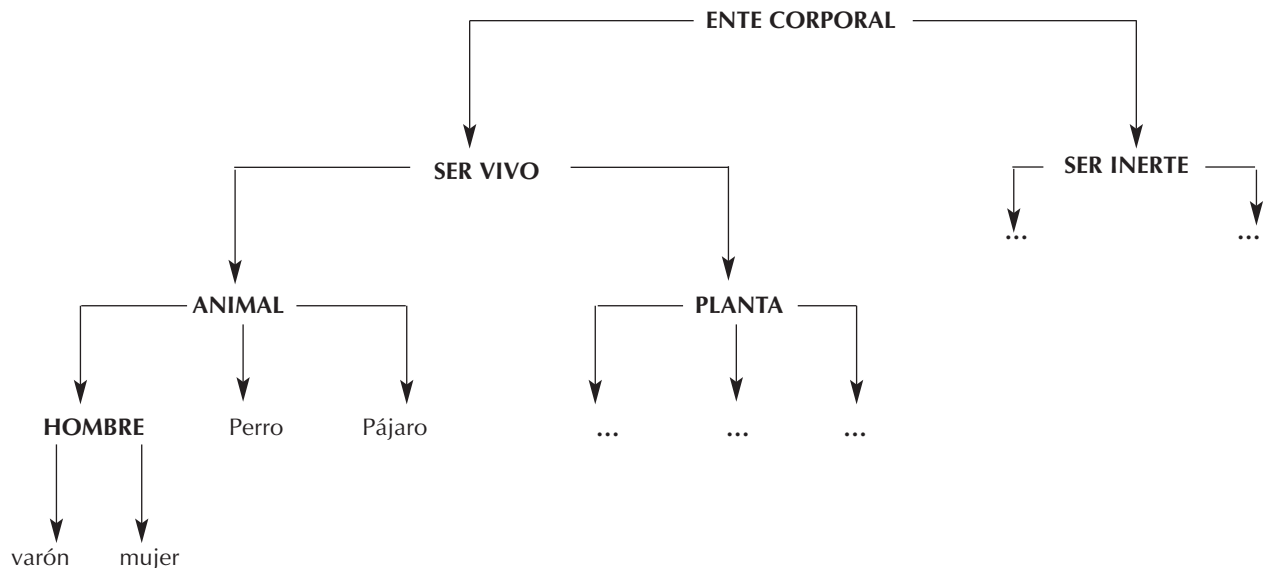 ENTE CORPORAL
SER VIVO
SER INERTE
...
...
ANIMAL
PLANTA
HOMBRE
Perro
Pájaro
...
...
...
varón
mujer